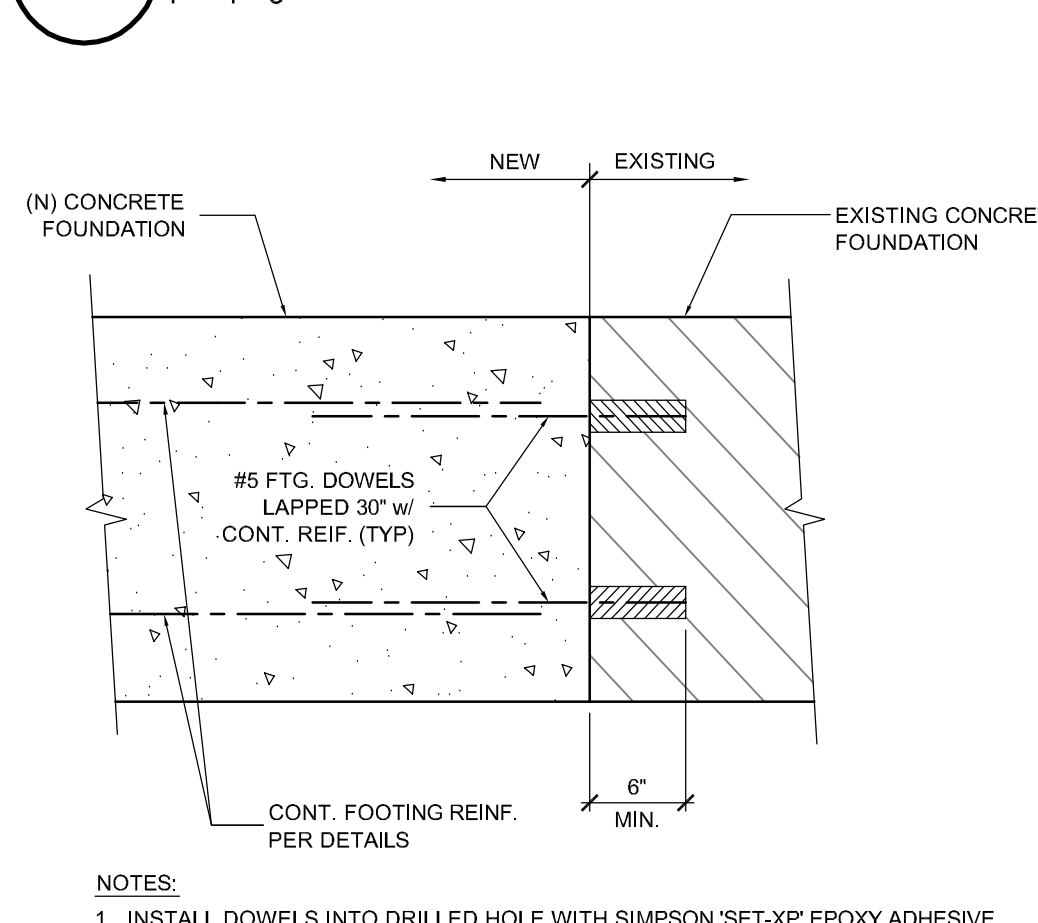 NEW
EXISTING
(N) CONCRETE
FOUNDATION
EXISTING CONCRE
FOUNDATION
#5 FTG. DOWELS
LAPPED 30" w/
CONT. REIF. (TYP)
6"
MIN.
CONT. FOOTING REINF.
PER DETAILS
NOTES:
1. INSTALL DOWELS INTO DRILLED HOLE WITH SIMPSON 'SET-XP' EPOXY ADHESIVE